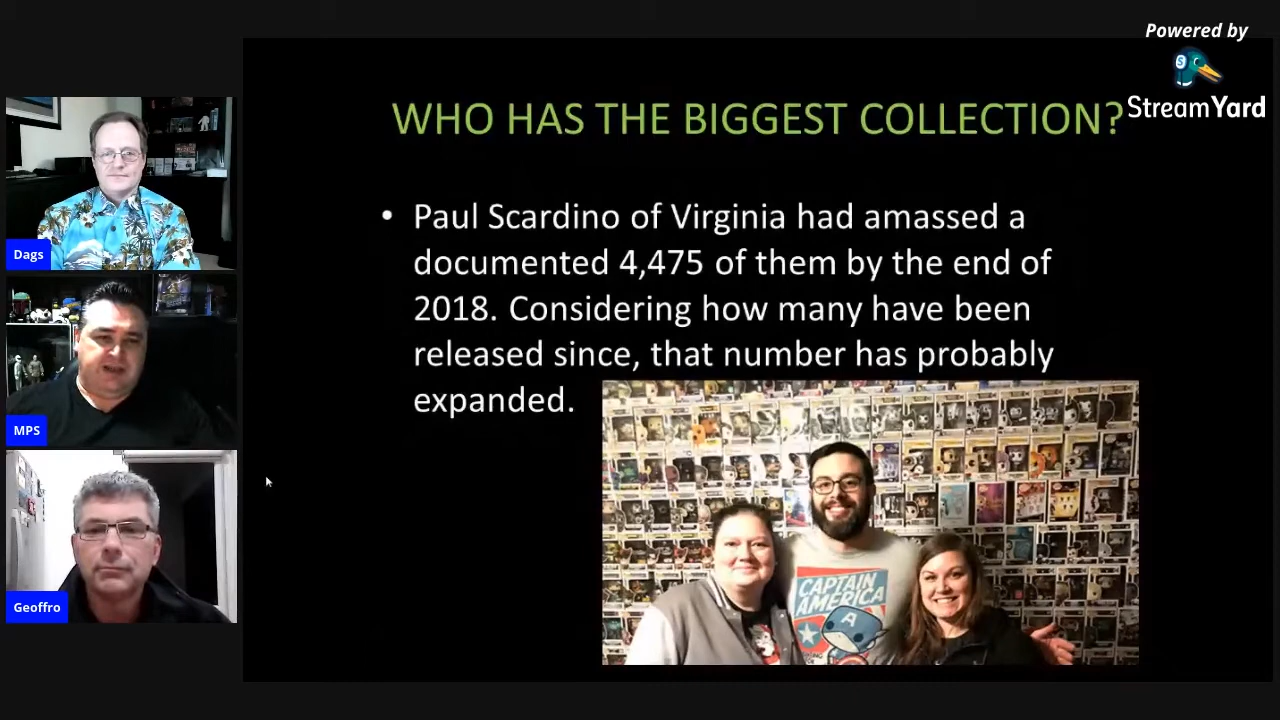 Powered by
StreamYard
WHO HAS THE BIGGEST COLLECTION?
• Paul Scardino of Virginia had amassed a
documented 4,475 of them by the end of
2018. Considering how many have been
released since, that number has probably
expanded.
CAPTAIN
AMERICA
A
Dags
MPS
Geoffro